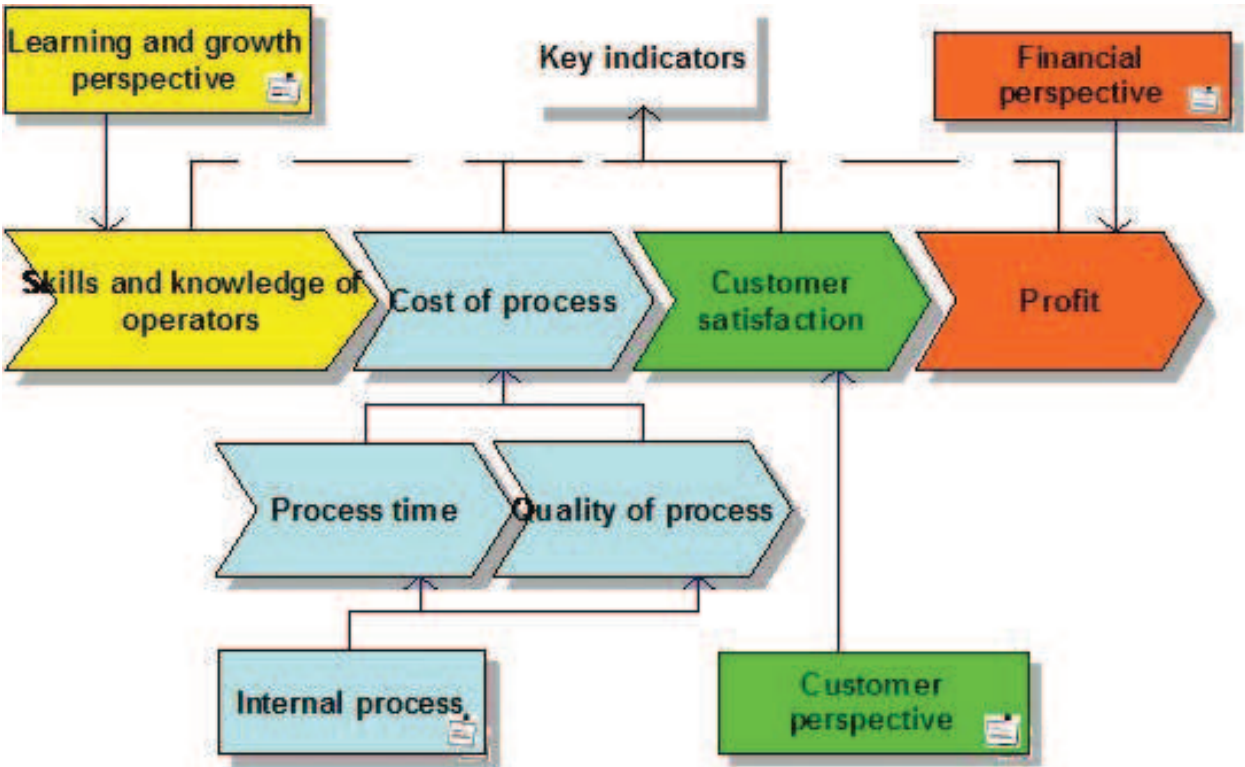 Learning and growth
perspective
Key indicators
Financial
perspective
Skills and knowledge of
operators
Cost of process
Customer
satisfaction
Profit
Process time
Quality of process
Internal process
Customer
perspective